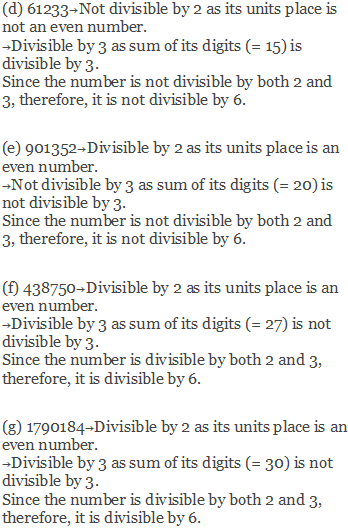 (d) 61233→Not divisible by 2 as its units place is
not an even number.
→Divisible by 3 as sum of its digits (= 15) is
divisible by 3.
Since the number is not divisible by both 2 and
3, therefore, it is not divisible by 6.
(e) 901352→Divisible by 2 as its units place is an
even number.
→Not divisible by 3 as sum of its digits (= 20) is
not divisible by 3.
Since the number is not divisible by both 2 and
3, therefore, it is not divisible by 6.
(f) 438750→Divisible by 2 as its units place is an
even number.
→Divisible by 3 as sum of its digits (= 27) is not
divisible by 3.
Since the number is divisible by both 2 and 3,
therefore, it is divisible by 6.
(g) 1790184→Divisible by 2 as its units place is an
even number.
→Divisible by 3 as sum of its digits (= 30) is not
divisible by 3.
Since the number is divisible by both 2 and 3,
therefore, it is divisible by 6.